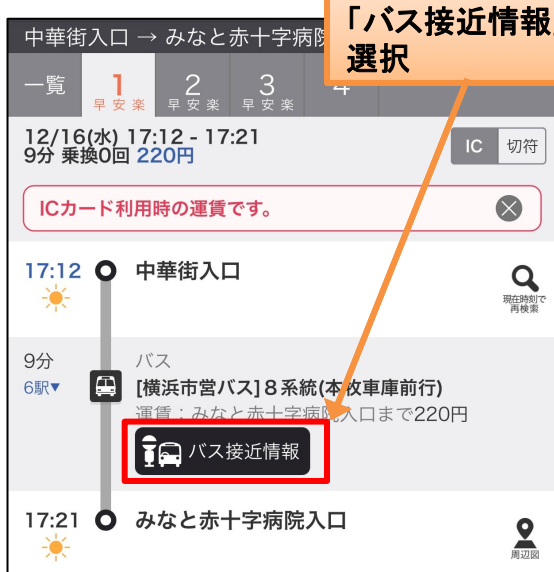 「バス接近情報」
選択
中華街入口 → みなと赤十字病院
一覧 1 2 3 4
早 安 楽 早 安 楽 早 安 楽
12/16(水) 17:12 - 17:21
9分 乗換0回 220円
IC 切符
ICカード利用時の運賃です。
17:12 中華街入口
現在時刻で
再検索
9分 バス
6駅▼ [横浜市営バス]８系統(本牧車庫前行)
運賃：みなと赤十字病院入口まで220円
バス接近情報
17:21 みなと赤十字病院入口
周辺図